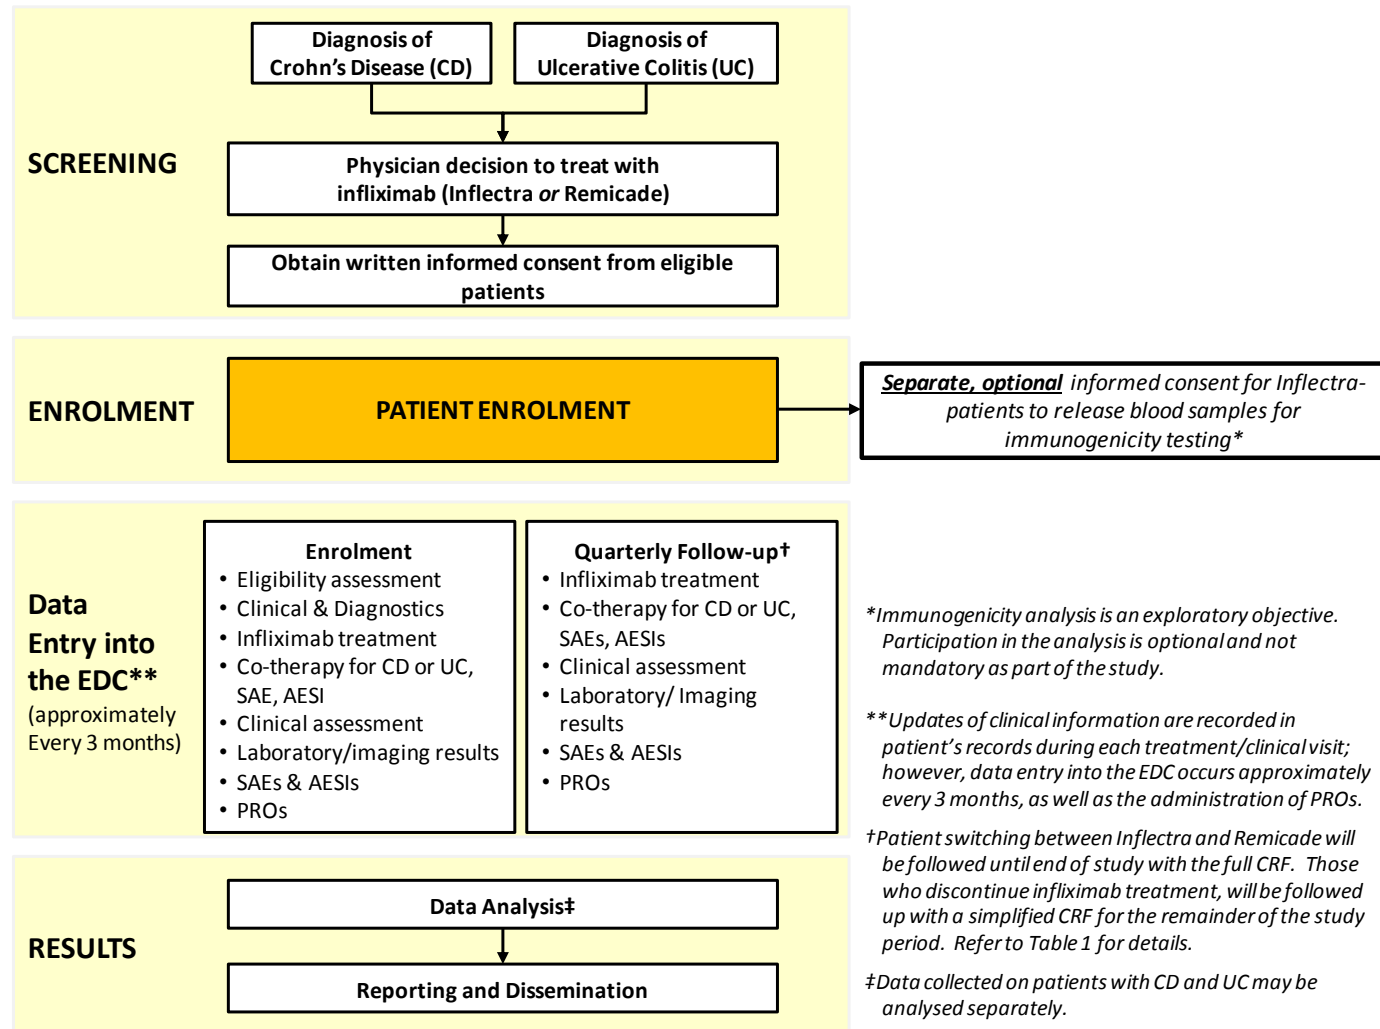 Diagnosis of
Crohn's Disease (CD)
Diagnosis of
Ulcerative Colitis (UC)
SCREENING
Physician decision to treat with
infliximab (Inflectra or Remicade)
Obtain written informed consent from eligible
patients
ENROLMENT
PATIENT ENROLMENT
Separate, optional informed consent for Inflectra-
patients to release blood samples for
immunogenicity testing*
Data
Entry into
the EDC**
(approximately
Every 3 months)
Enrolment
• Eligibility assessment
• Clinical & Diagnostics
• Infliximab treatment
• Co-therapy for CD or UC,
SAE, AESI
• Clinical assessment
• Laboratory/imaging results
• SAEs & AESIs
• PROs
Quarterly Follow-up†
• Infliximab treatment
• Co-therapy for CD or UC,
SAEs, AESIs
• Clinical assessment
• Laboratory/ Imaging
results
• SAEs & AESIs
• PROs
*Immunogenicity analysis is an exploratory objective.
Participation in the analysis is optional and not
mandatory as part of the study.
**Updates of clinical information are recorded in
patient's records during each treatment/clinical visit;
however, data entry into the EDC occurs approximately
every 3 months, as well as the administration of PROs.
†Patient switching between Inflectra and Remicade will
be followed until end of study with the full CRF. Those
who discontinue infliximab treatment, will be followed
up with a simplified CRF for the remainder of the study
period. Refer to Table 1 for details.
‡Data collected on patients with CD and UC may be
analysed separately.
RESULTS
Data Analysis‡
Reporting and Dissemination